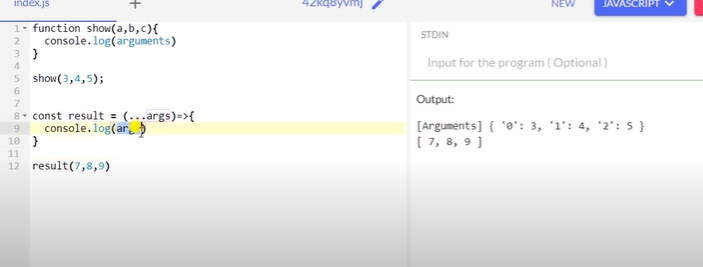 index.js + 42kq8yvmj NEW JAVASCRIPT
1 function show(a,b,c){
2 console.log(arguments)
3 }
4
5 show(3,4,5);
6
7
8 const result = (...args)=>{
9 console.log(
10 }
11
12 result(7,8,9)
STDIN
Input for the program ( Optional )
Output:
[Arguments] { '0': 3, '1': 4, '2': 5 }
[ 7, 8, 9 ]